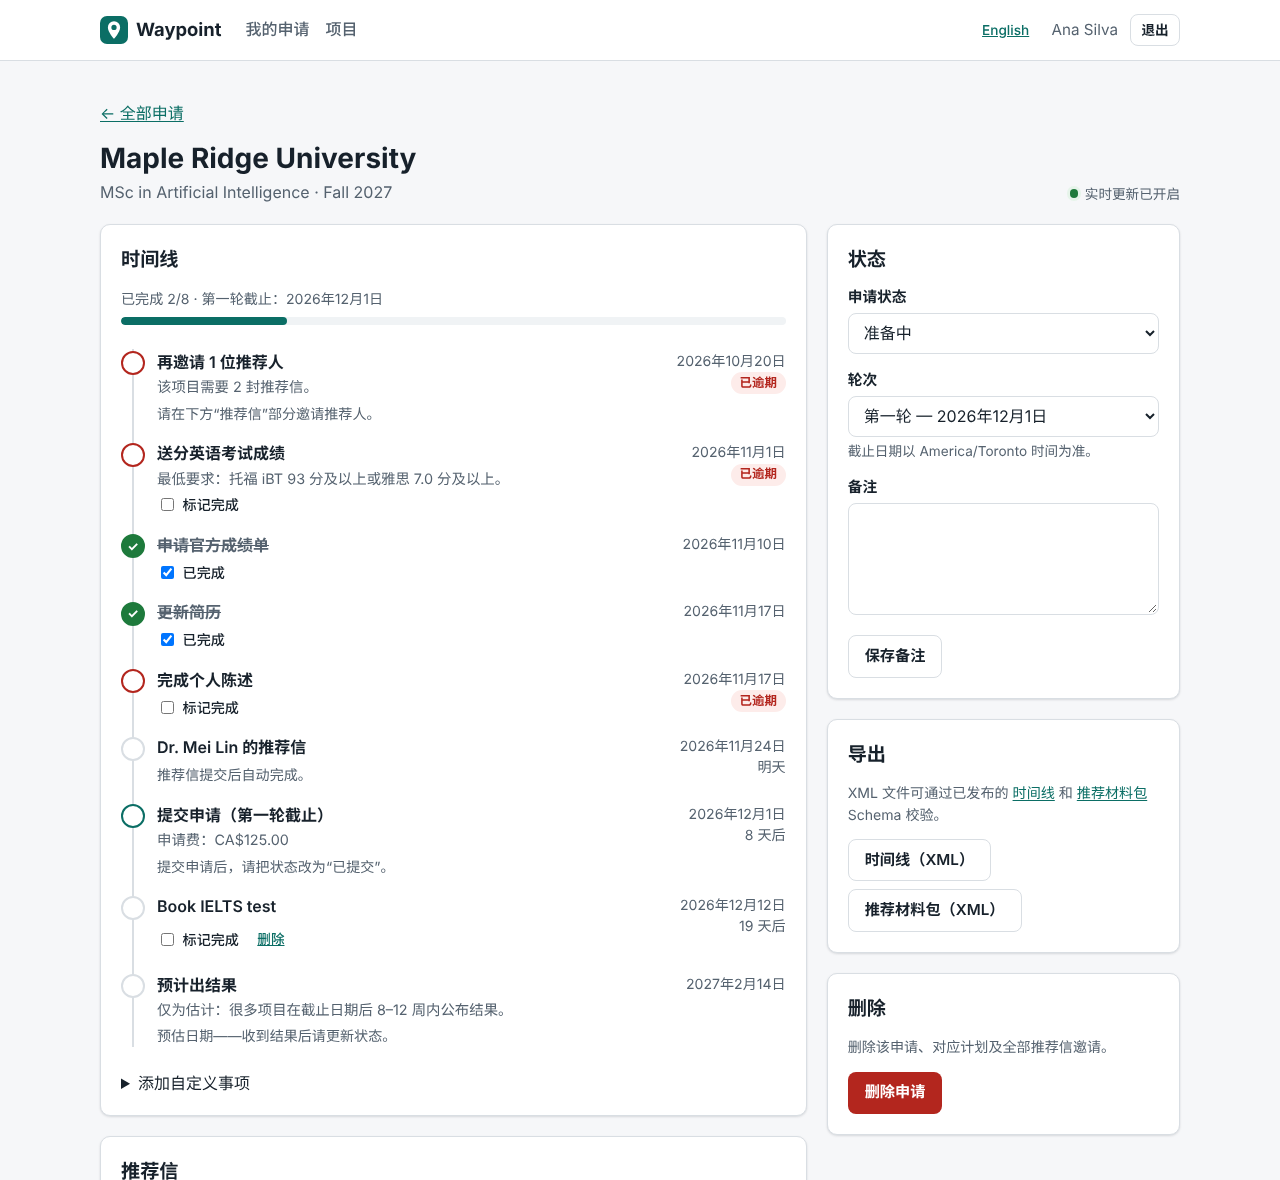 Waypoint
我的申请
项目
English
Ana Silva
退出
← 全部申请
Maple Ridge University
MSc in Artificial Intelligence · Fall 2027
实时更新已开启
时间线
已完成 2/8 · 第一轮截止：2026年12月1日
再邀请 1 位推荐人
2026年10月20日
已逾期
该项目需要 2 封推荐信。
请在下方“推荐信”部分邀请推荐人。
送分英语考试成绩
2026年11月1日
已逾期
最低要求：托福 iBT 93 分及以上或雅思 7.0 分及以上。
标记完成
申请官方成绩单
2026年11月10日
已完成
更新简历
2026年11月17日
已完成
完成个人陈述
2026年11月17日
已逾期
标记完成
Dr. Mei Lin 的推荐信
2026年11月24日
明天
推荐信提交后自动完成。
提交申请（第一轮截止）
2026年12月1日
8 天后
申请费：CA$125.00
提交申请后，请把状态改为“已提交”。
Book IELTS test
2026年12月12日
19 天后
标记完成
删除
预计出结果
2027年2月14日
仅为估计：很多项目在截止日期后 8–12 周内公布结果。
预估日期——收到结果后请更新状态。
添加自定义事项
推荐信
状态
申请状态
准备中
轮次
第一轮 — 2026年12月1日
截止日期以 America/Toronto 时间为准。
备注
保存备注
导出
XML 文件可通过已发布的 时间线 和 推荐材料包
Schema 校验。
时间线（XML）
推荐材料包（XML）
删除
删除该申请、对应计划及全部推荐信邀请。
删除申请